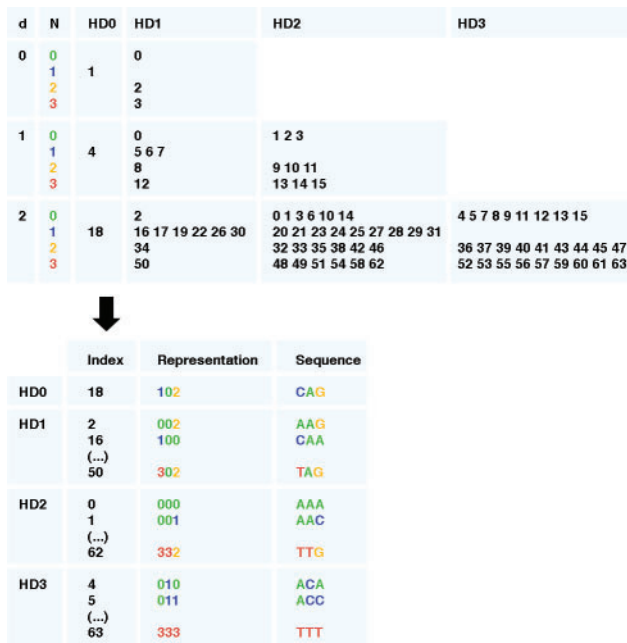 d N HD0 HD1 HD2 HD3
0 0 0
1 1
2 2
3 3
1 0 0 1 2 3
1 4 5 6 7
2 8 9 10 11
3 12 13 14 15
2 0 2 0 1 3 6 10 14 4 5 7 8 9 11 12 13 15
1 18 16 17 19 22 26 30 20 21 23 24 25 27 28 29 31
2 34 32 33 35 38 42 46 36 37 39 40 41 43 44 45 47
3 50 48 49 51 54 58 62 52 53 55 56 57 59 60 61 63
Index Representation Sequence
HD0 18 102 CAG
HD1 2 002 AAG
16 100 CAA
(...)
50 302 TAG
HD2 0 000 AAA
1 001 AAC
(...)
62 332 TTG
HD3 4 010 ACA
5 011 ACC
(...)
63 333 TTT